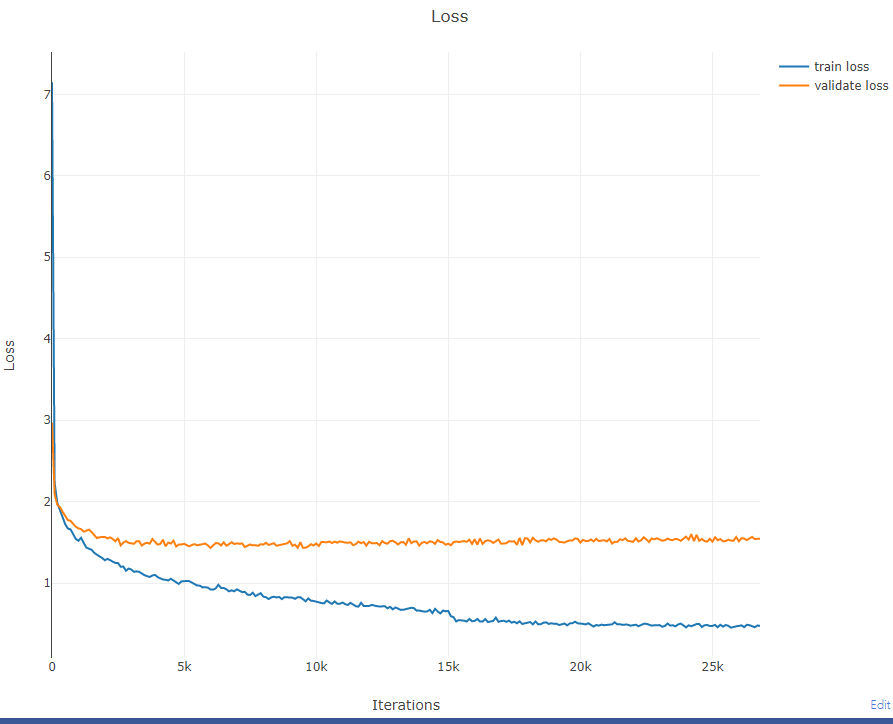 Loss
train loss
validate loss
7
6
5
4
3
2
1
Loss
0
5k
10k
15k
20k
25k
Iterations
Edit